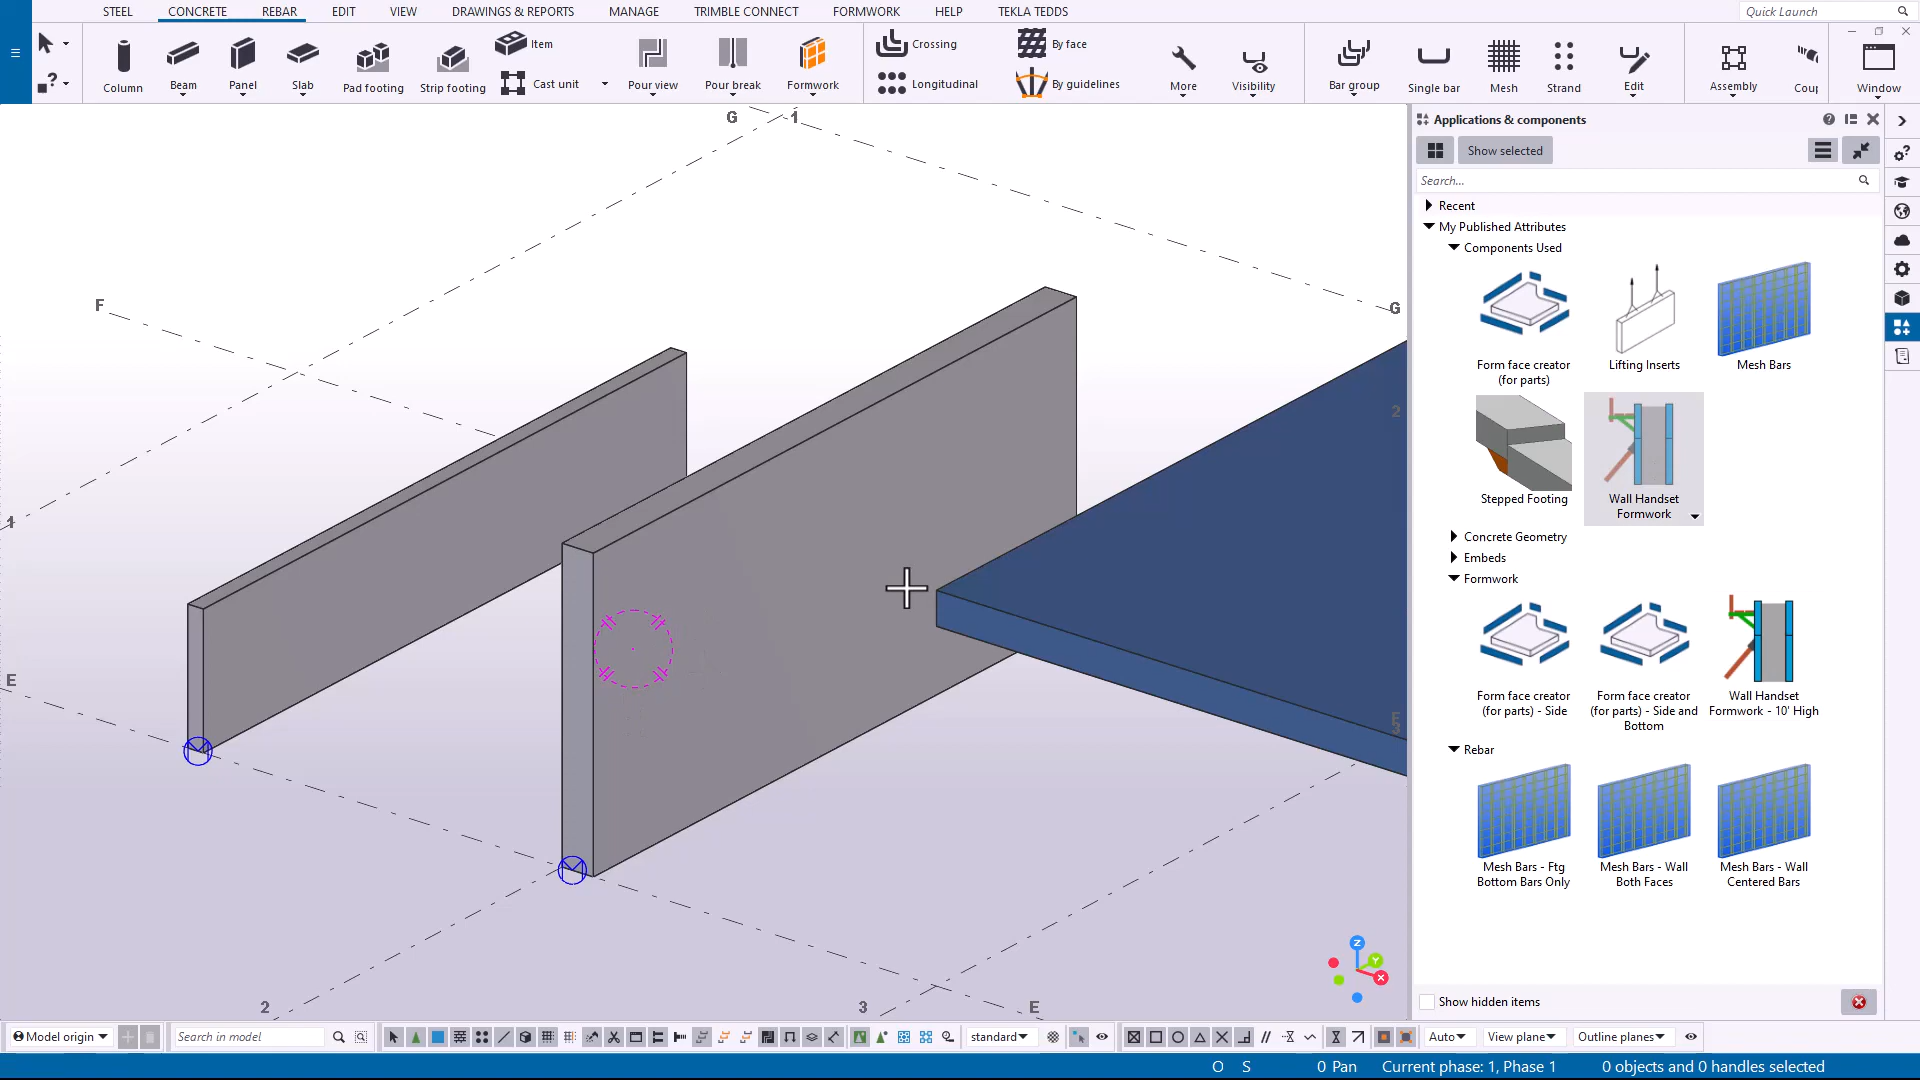 STEEL CONCRETE REBAR EDIT VIEW DRAWINGS & REPORTS MANAGE TRIMBLE CONNECT FORMWORK HELP TEKLA TEDDS
Quick Launch
Column Beam Panel Slab Pad footing Strip footing
Item
Cast unit
Pour view Pour break Formwork
Crossing
Longitudinal
By face
By guidelines
More Visibility
Bar group Single bar Mesh Strand Edit
Assembly Coup
Window
Applications & components
Show selected
Search...
Recent
My Published Attributes
Components Used
Form face creator
(for parts)
Lifting Inserts
Mesh Bars
Stepped Footing
Wall Handset
Formwork
Concrete Geometry
Embeds
Formwork
Form face creator
(for parts) - Side
Form face creator
(for parts) - Side and
Bottom
Wall Handset
Formwork - 10' High
Rebar
Mesh Bars - Ftg
Bottom Bars Only
Mesh Bars - Wall
Both Faces
Mesh Bars - Wall
Centered Bars
Show hidden items
G 1
F
G
2
1
E
E
3
2 3 E
Z
Y
X
Model origin
Search in model
standard
Auto
View plane
Outline planes
O S 0 Pan Current phase: 1, Phase 1 0 objects and 0 handles selected